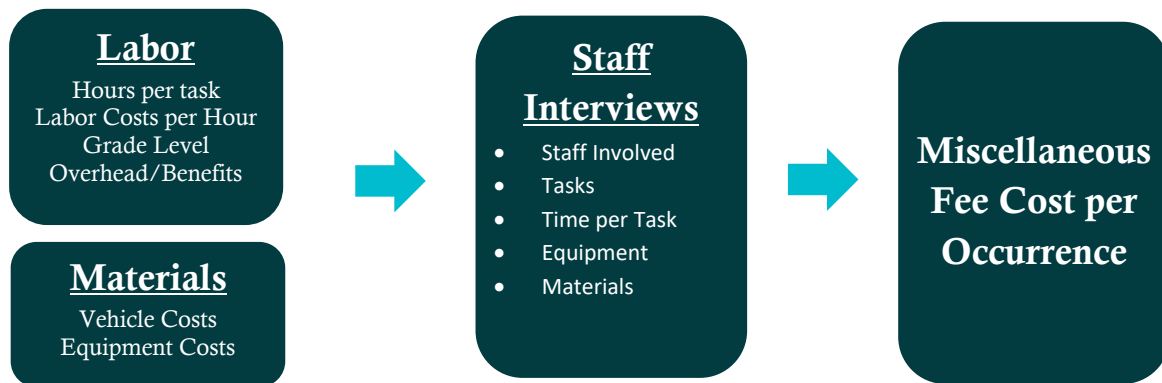 Labor
Hours per task
Labor Costs per Hour
Grade Level
Overhead/Benefits
Materials
Vehicle Costs
Equipment Costs
Staff
Interviews
• Staff Involved
• Tasks
• Time per Task
• Equipment
• Materials
Miscellaneous
Fee Cost per
Occurrence